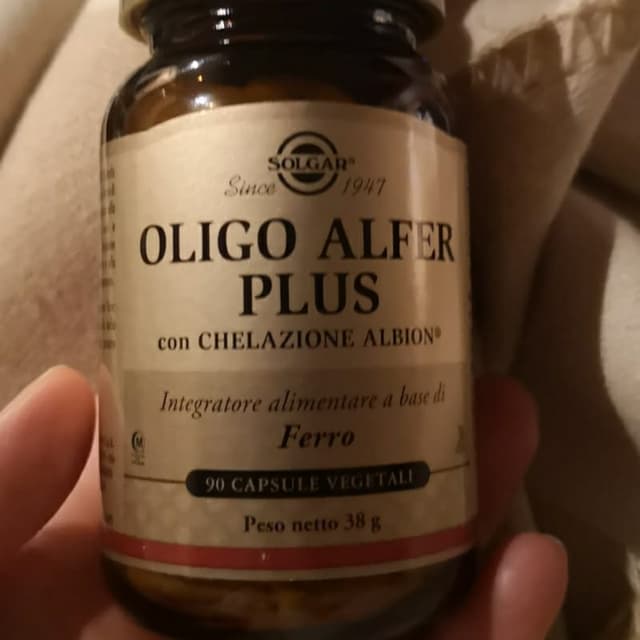 SOLGAR®
Since 1947
OLIGO ALFER
PLUS
con CHELAZIONE ALBION®
Integratore alimentare a base di
Ferro
90 CAPSULE VEGETALI
Peso netto 38 g